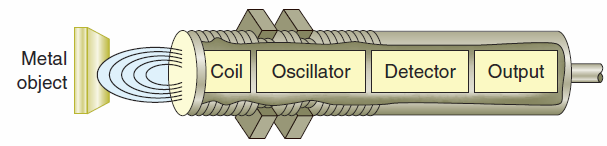 Metal
object
Coil
Oscillator
Detector
Output